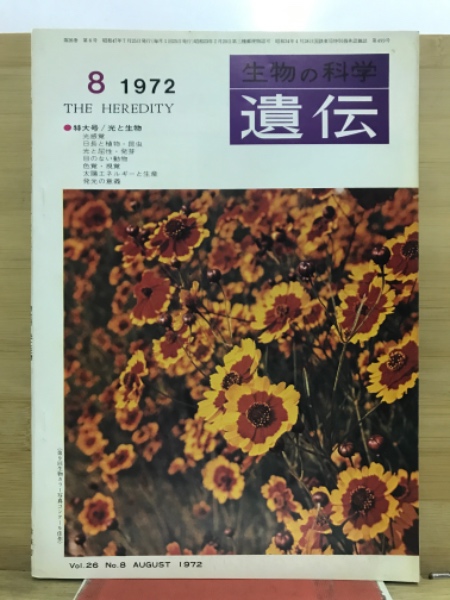 8 1972
THE HEREDITY
生物の科学
遺伝
●特大号/光と生物
光感覚
日長と植物・昆虫
光と屈性・発芽
目のない動物
色覚・視覚
太陽エネルギーと生産
発光の意義
Vol.26 No.8 AUGUST 1972